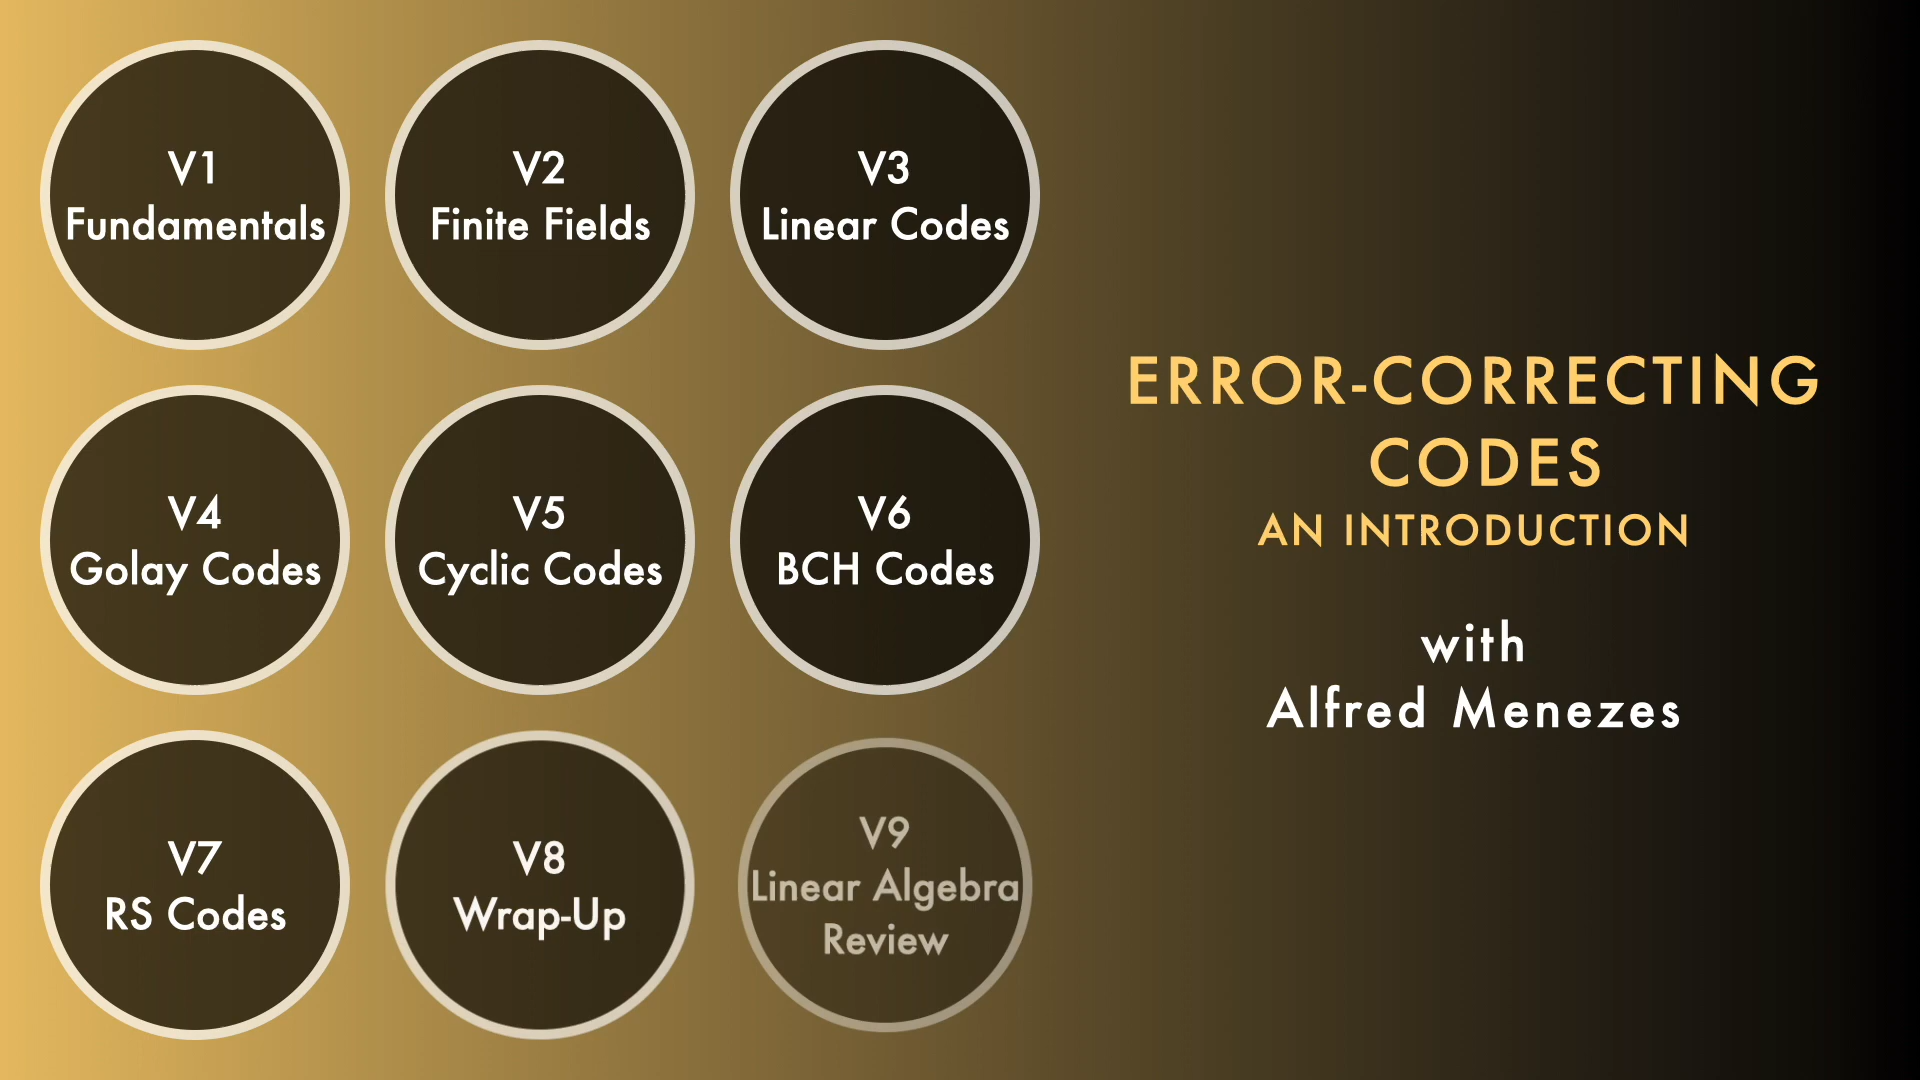 V1
Fundamentals
V2
Finite Fields
V3
Linear Codes
V4
Golay Codes
V5
Cyclic Codes
V6
BCH Codes
V7
RS Codes
V8
Wrap-Up
V9
Linear Algebra
Review
ERROR-CORRECTING
CODES
AN INTRODUCTION
with
Alfred Menezes